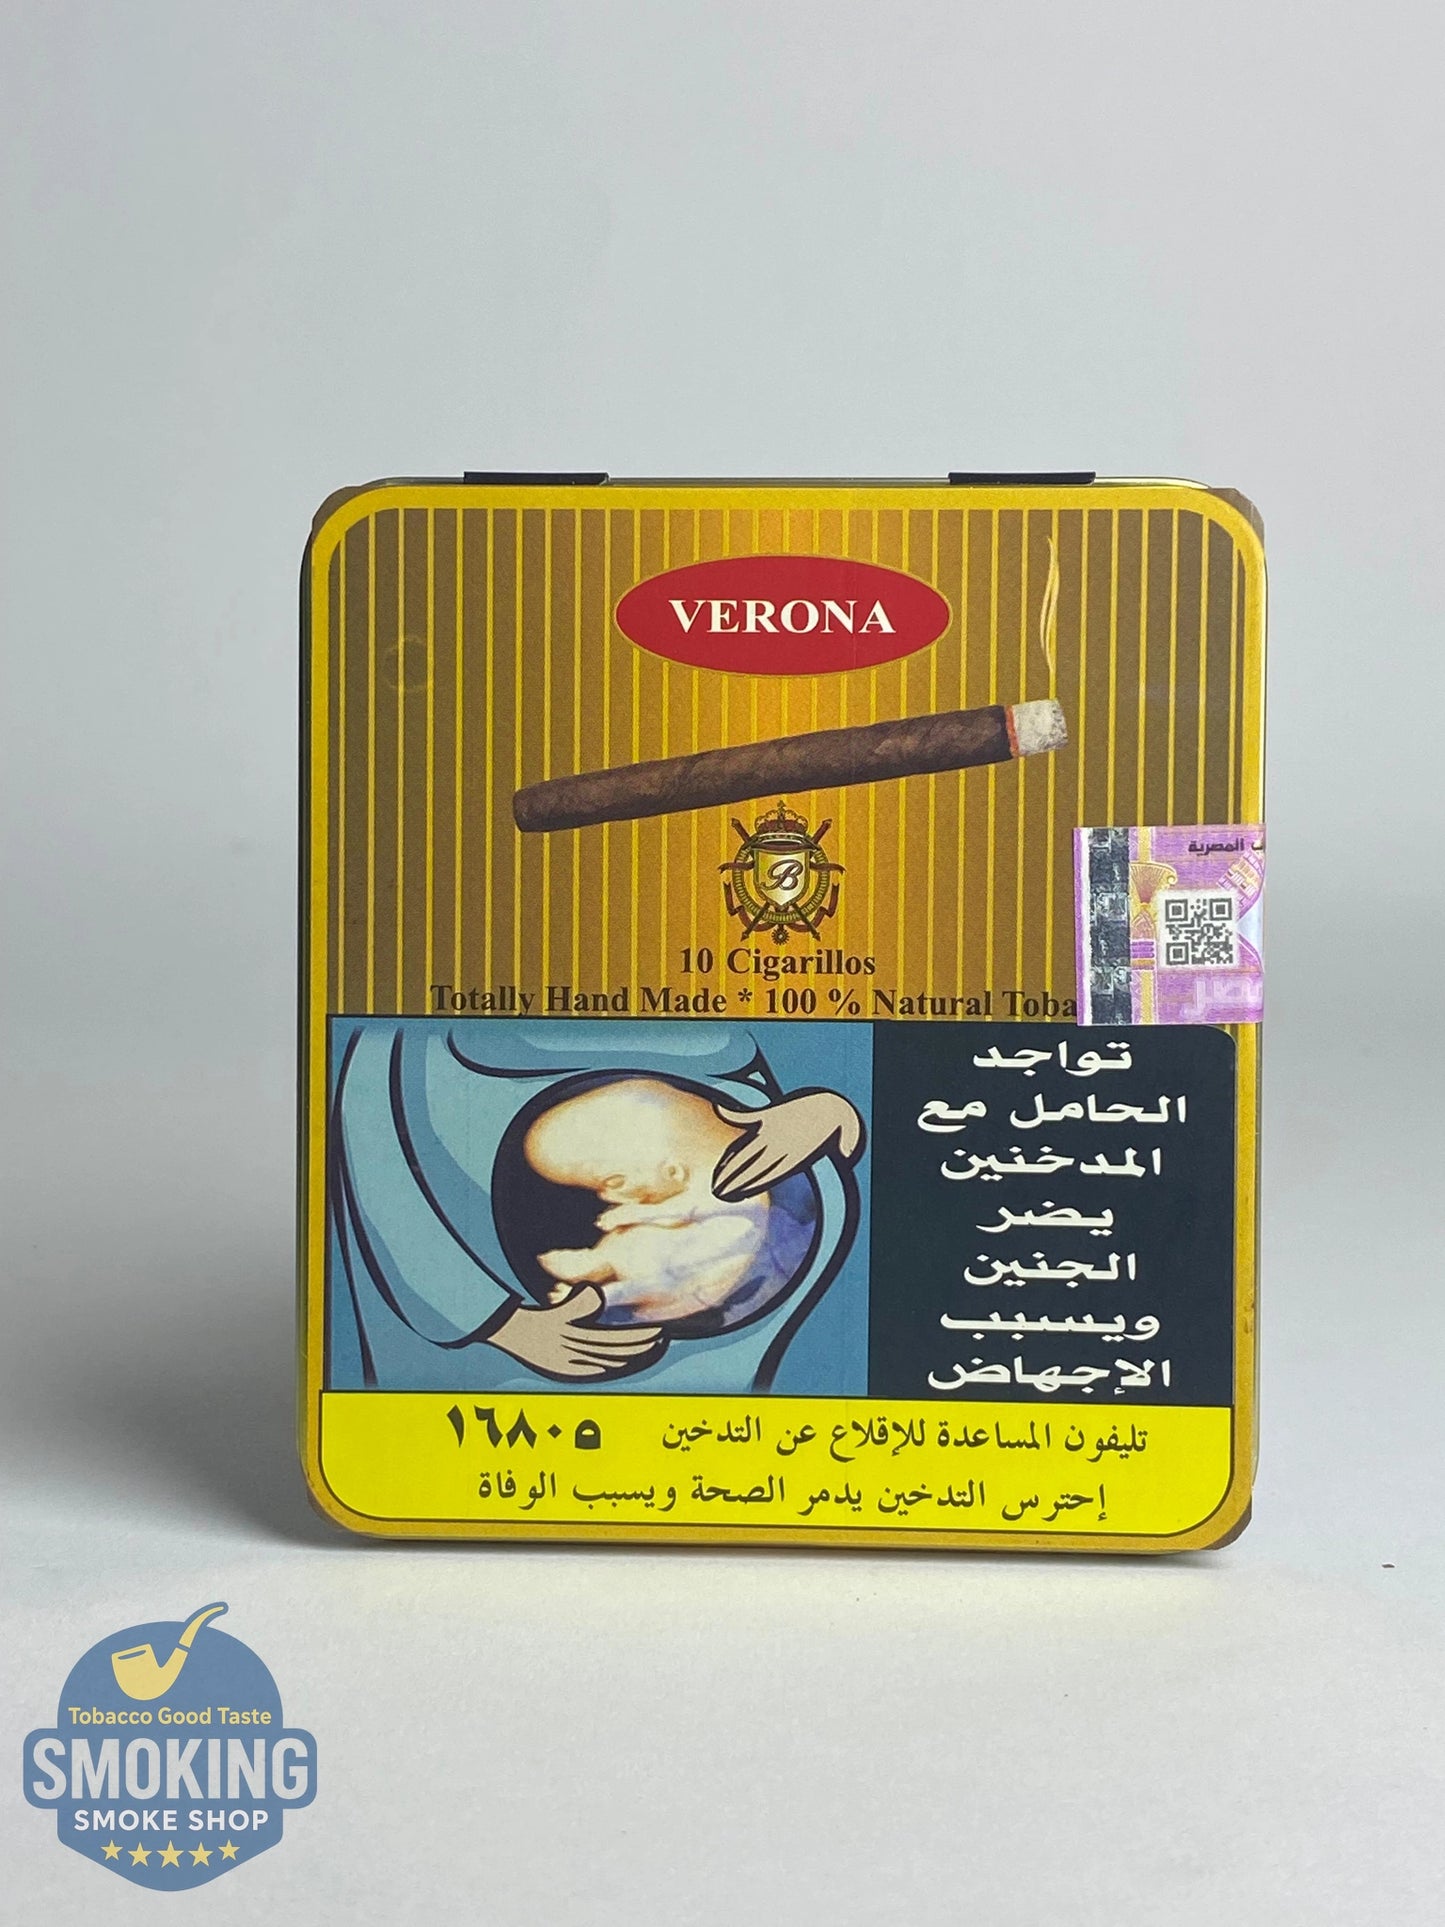 VERONA
B
10 Cigarillos
Totally Hand Made * 100 % Natural
المصرية
تواجد
الحامل مع
المدخنين
يضر
الجنين
ويسبب
الإجهاض
تليفون المساعدة للإقلاع عن التدخين ١٦٨٠٥
إحترس التدخين يدمر الصحة ويسبب الوفاة
Tobacco Good Taste
SMOKING
SMOKE SHOP